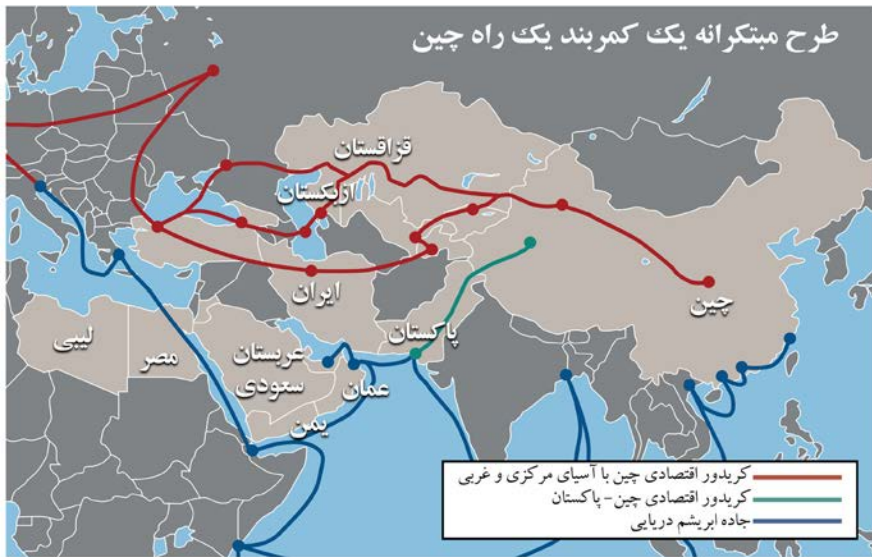 طرح مبتکرانه یک کمربند یک راه چین
قزاقستان
ازبکستان
ایران
چین
پاکستان
لیبی
مصر
عربستان
سعودی
عمان
یمن
کریدور اقتصادی چین با آسیای مرکزی و غربی
کریدور اقتصادی چین - پاکستان
جاده ابریشم دریایی